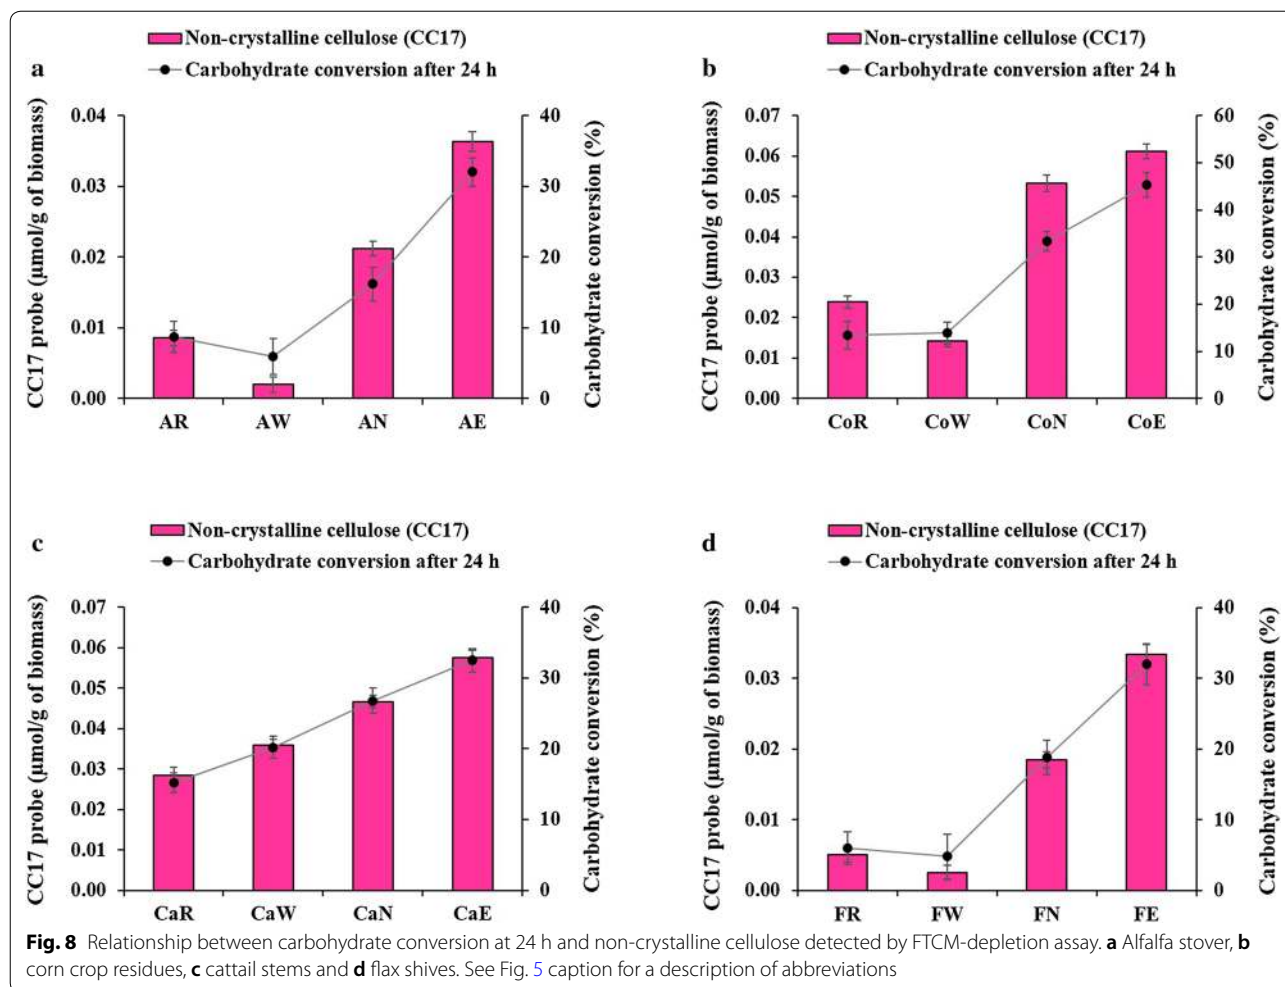 a
Non-crystalline cellulose (CC17)
Carbohydrate conversion after 24 h
CC17 probe (µmol/g of biomass)
0.04
0.03
0.02
0.01
0.00
40
30
20
10
0
Carbohydrate conversion (%)
AR AW AN AE
b
Non-crystalline cellulose (CC17)
Carbohydrate conversion after 24 h
CC17 probe (µmol/g of biomass)
0.07
0.06
0.05
0.04
0.03
0.02
0.01
0.00
60
50
40
30
20
10
0
Carbohydrate conversion (%)
CoR CoW CoN CoE
c
Non-crystalline cellulose (CC17)
Carbohydrate conversion after 24 h
CC17 probe (µmol/g of biomass)
0.07
0.06
0.05
0.04
0.03
0.02
0.01
0.00
40
30
20
10
0
Carbohydrate conversion (%)
CaR CaW CaN CaE
d
Non-crystalline cellulose (CC17)
Carbohydrate conversion after 24 h
CC17 probe (µmol/g of biomass)
0.04
0.03
0.02
0.01
0.00
40
30
20
10
0
Carbohydrate conversion (%)
FR FW FN FE
Fig. 8 Relationship between carbohydrate conversion at 24 h and non-crystalline cellulose detected by FTCM-depletion assay. a Alfalfa stover, b
corn crop residues, c cattail stems and d flax shives. See Fig. 5 caption for a description of abbreviations